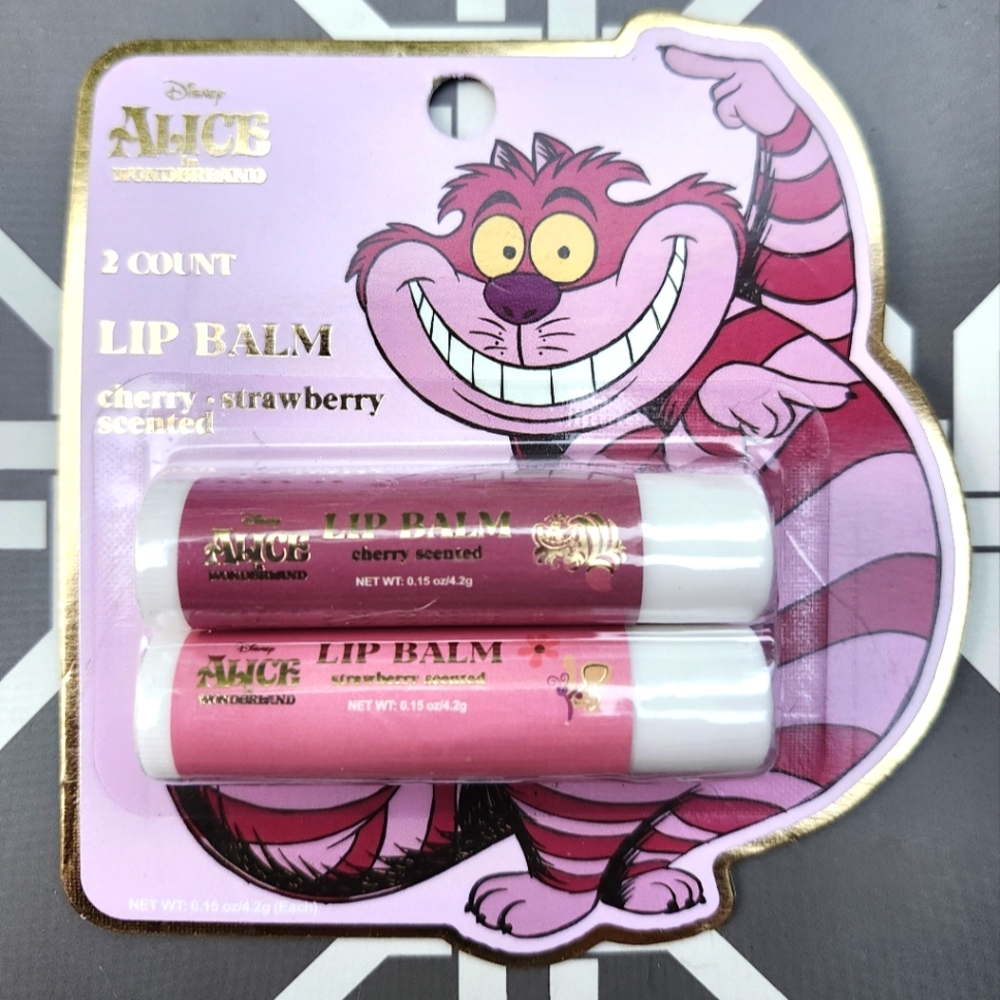 Disney
ALICE
in
WONDERLAND
2 COUNT
LIP BALM
cherry · strawberry
scented
Disney
ALICE
in
WONDERLAND
LIP BALM
cherry scented
NET WT: 0.15 oz/4.2g
Disney
ALICE
in
WONDERLAND
LIP BALM
strawberry scented
NET WT: 0.15 oz/4.2g
NET WT: 0.15 oz/4.2g (Each)